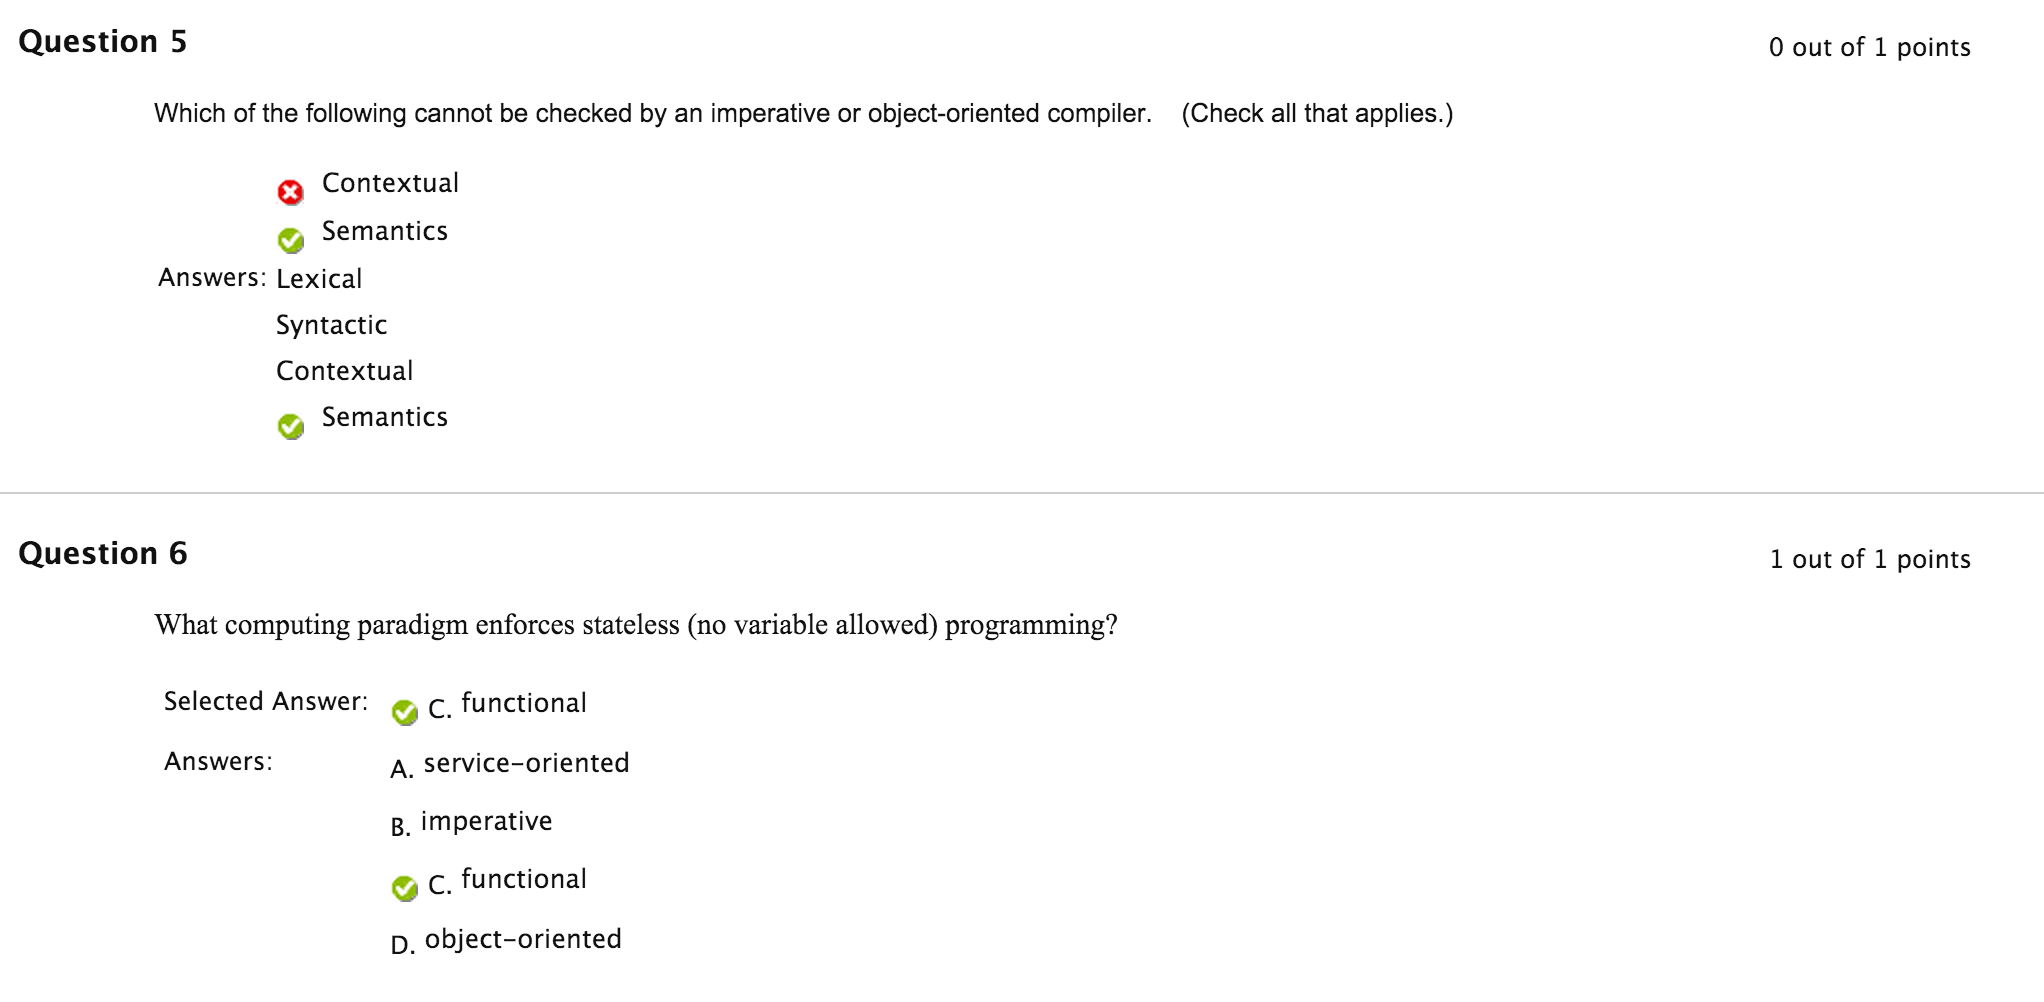 Question 5
0 out of 1 points
Which of the following cannot be checked by an imperative or object-oriented compiler. (Check all that applies.)
Contextual
Semantics
Answers: Lexical
Syntactic
Contextual
Semantics
Question 6
1 out of 1 points
What computing paradigm enforces stateless (no variable allowed) programming?
Selected Answer: C. functional
Answers: A. service-oriented
B. imperative
C. functional
D. object-oriented